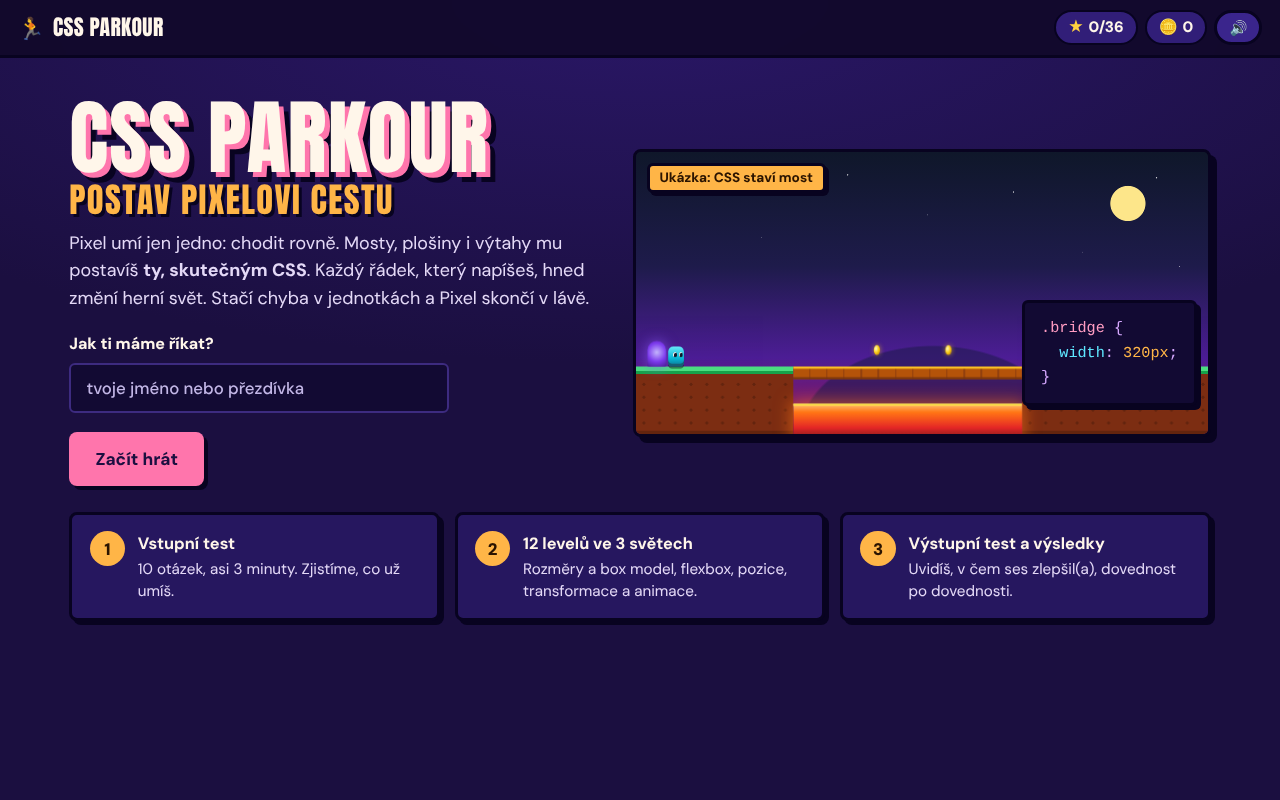 CSS PARKOUR
★ 0/36
0
CSS PARKOUR
POSTAV PIXELOVI CESTU
Pixel umí jen jedno: chodit rovně. Mosty, plošiny i výtahy mu
postavíš ty, skutečným CSS. Každý řádek, který napíšeš, hned
změní herní svět. Stačí chyba v jednotkách a Pixel skončí v lávě.
Jak ti máme říkat?
tvoje jméno nebo přezdívka
Začít hrát
Ukázka: CSS staví most
.bridge {
width: 320px;
}
1
Vstupní test
10 otázek, asi 3 minuty. Zjistíme, co už
umíš.
2
12 levelů ve 3 světech
Rozměry a box model, flexbox, pozice,
transformace a animace.
3
Výstupní test a výsledky
Uvidíš, v čem ses zlepšil(a), dovednost
po dovednosti.